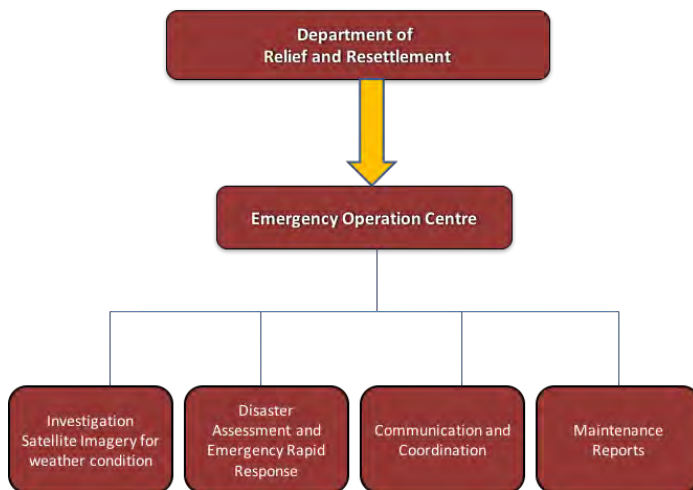 Department of
Relief and Resettlement
Emergency Operation Centre
Investigation
Satellite Imagery for
weather condition
Disaster
Assessment and
Emergency Rapid
Response
Communication and
Coordination
Maintenance
Reports